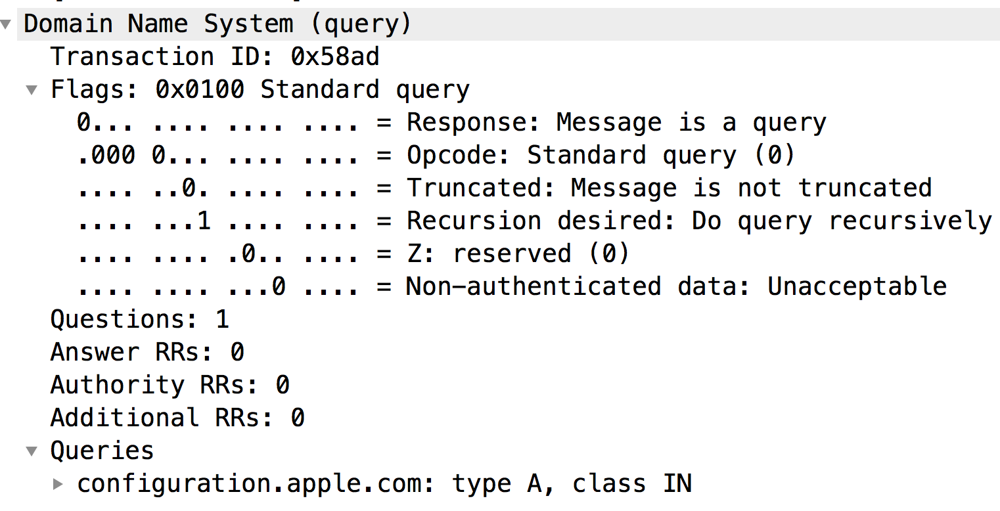 Domain Name System (query)
Transaction ID: 0x58ad
Flags: 0x0100 Standard query
0... .... .... .... = Response: Message is a query
.000 0... .... .... = Opcode: Standard query (0)
.... ..0. .... .... = Truncated: Message is not truncated
.... ...1 .... .... = Recursion desired: Do query recursively
.... .... .0.. .... = Z: reserved (0)
.... .... ...0 .... = Non-authenticated data: Unacceptable
Questions: 1
Answer RRs: 0
Authority RRs: 0
Additional RRs: 0
Queries
configuration.apple.com: type A, class IN